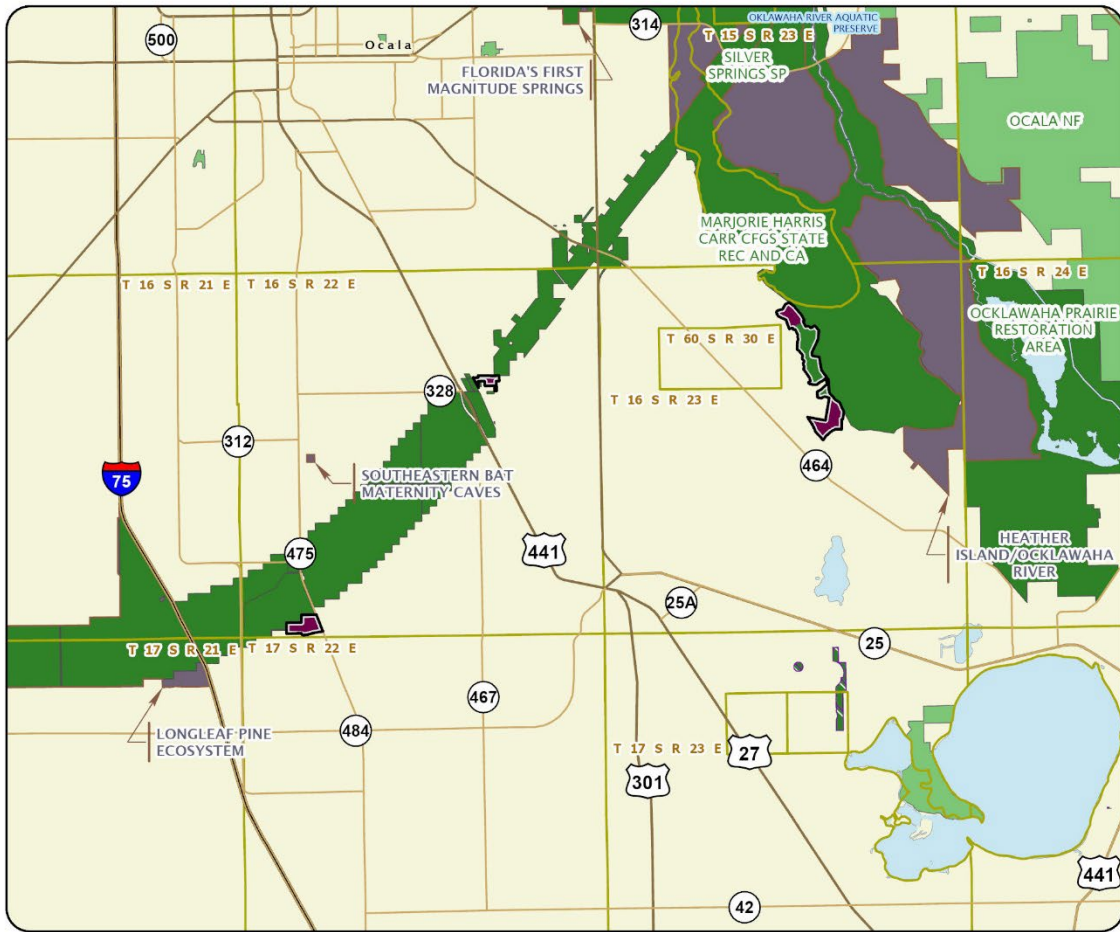 500
Ocala
314
OKLAWAHA RIVER AQUATIC
PRESERVE
T 15 S R 23 E
SILVER
SPRINGS SP
FLORIDA'S FIRST
MAGNITUDE SPRINGS
OCALA NF
MARJORIE HARRIS
CARR CFGS STATE
REC AND CA
T 16 S R 21 E
T 16 S R 22 E
T 16 S R 24 E
OCKLAWAHA PRAIRIE
RESTORATION
AREA
T 60 S R 30 E
328
T 16 S R 23 E
312
75
SOUTHEASTERN BAT
MATERNITY CAVES
464
475
441
HEATHER
ISLAND/OCKLAWAHA
RIVER
25A
25
T 17 S R 21 E
T 17 S R 22 E
467
LONGLEAF PINE
ECOSYSTEM
484
T 17 S R 23 E
27
301
441
42